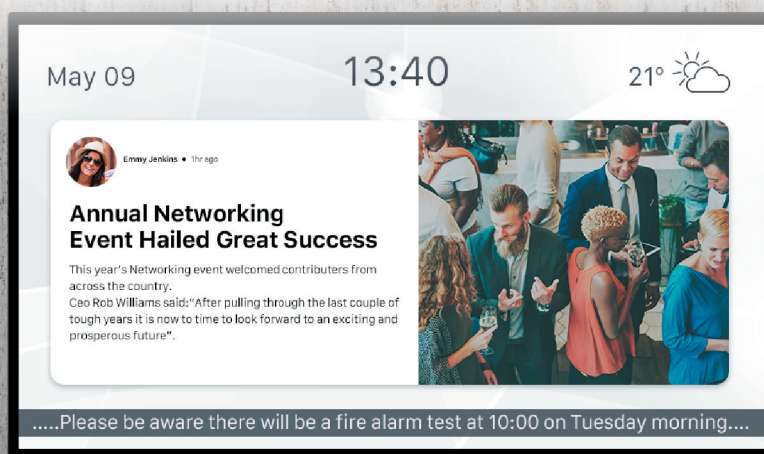 May 09
13:40
21°
Emmy Jenkins • 1hr ago
Annual Networking
Event Hailed Great Success
This year's Networking event welcomed contributers from
across the country.
Ceo Rob Williams said:"After pulling through the last couple of
tough years it is now to time to look forward to an exciting and
prosperous future".
.....Please be aware there will be a fire alarm test at 10:00 on Tuesday morning....